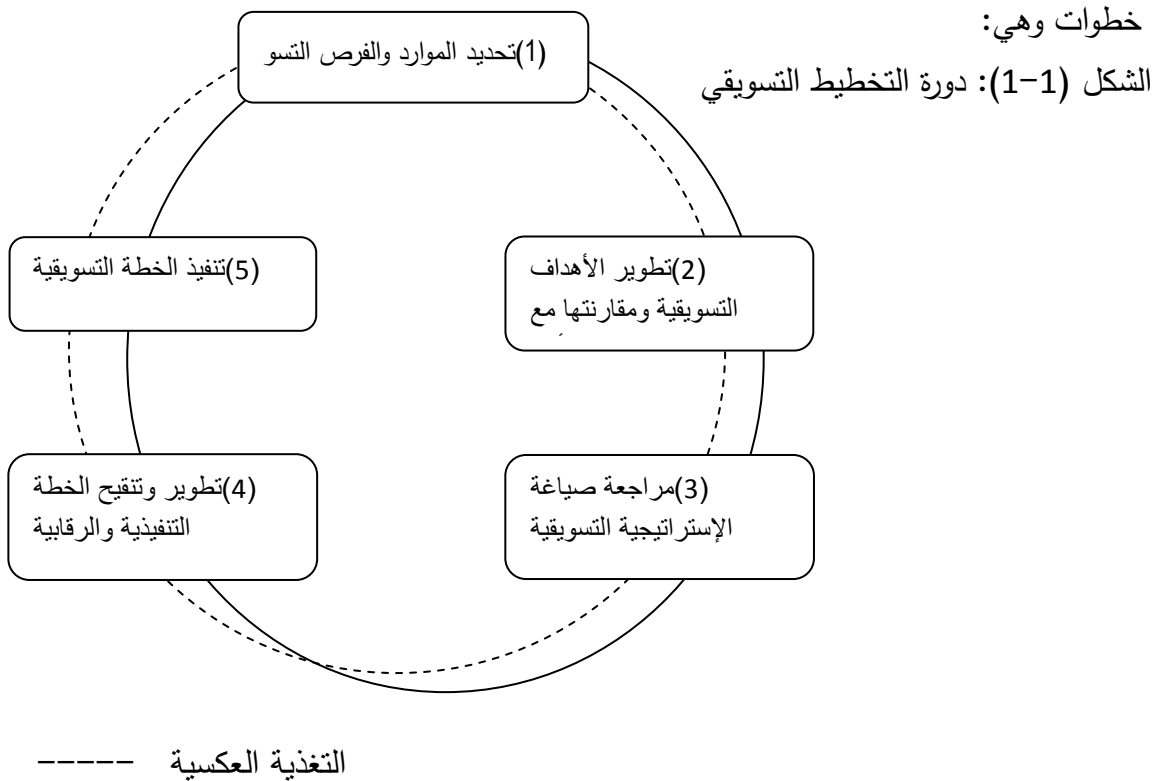 خطوات وهي:
الشكل (1-1): دورة التخطيط التسويقي
(1)تحديد الموارد والفرص التسو
(2)تطوير الأهداف
التسويقية ومقارنتها مع
(3)مراجعة صياغة
الإستراتيجية التسويقية
(4)تطوير وتنقيح الخطة
التنفيذية والرقابية
(5)تنفيذ الخطة التسويقية
التغذية العكسية -----